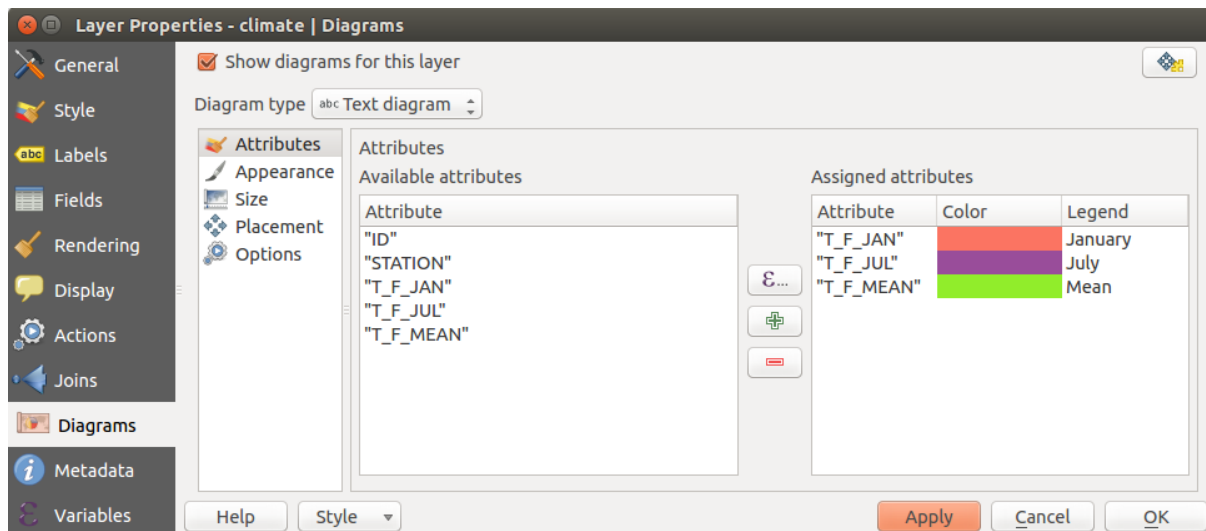 Layer Properties - climate | Diagrams
General
Style
abc Labels
Fields
Rendering
Display
Actions
Joins
Diagrams
Metadata
Variables
Show diagrams for this layer
Diagram type abc Text diagram
Attributes
Appearance
Size
Placement
Options
Attributes
Available attributes
Attribute
"ID"
"STATION"
"T_F_JAN"
"T_F_JUL"
"T_F_MEAN"
ε...
Assigned attributes
Attribute Color Legend
"T_F_JAN" January
"T_F_JUL" July
"T_F_MEAN" Mean
Help Style Apply Cancel OK